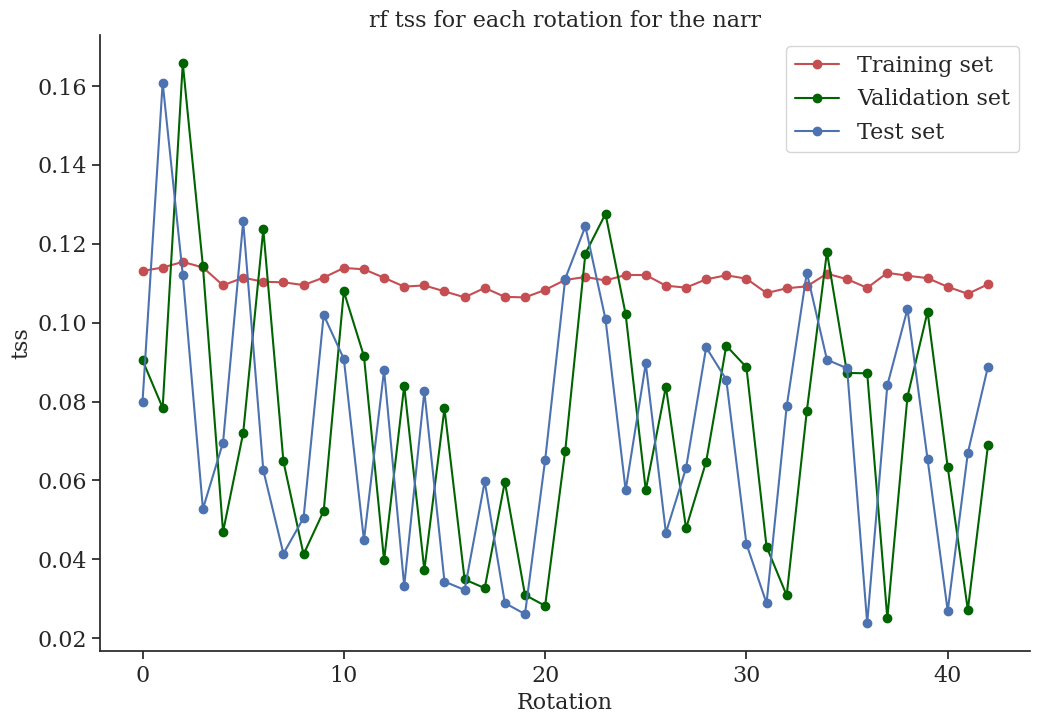 rf tss for each rotation for the narr
Training set
Validation set
Test set
tss
0.16
0.14
0.12
0.10
0.08
0.06
0.04
0.02
0
10
20
30
40
Rotation